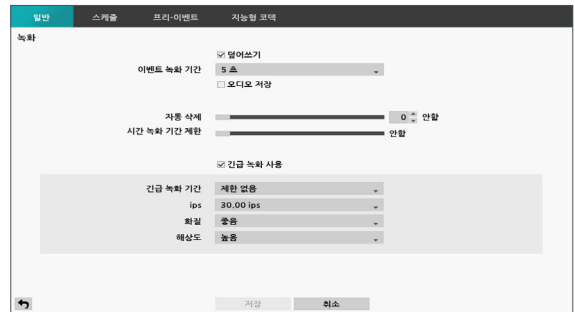 일반 스케쥴 프리-이벤트 지능형 코덱
녹화
덮어쓰기
이벤트 녹화 기간 5 초
오디오 저장
자동 삭제 0 안함
시간 녹화 기간 제한 안함
긴급 녹화 사용
긴급 녹화 기간 제한 없음
ips 30.00 ips
화질 좋음
해상도 높음
저장 취소